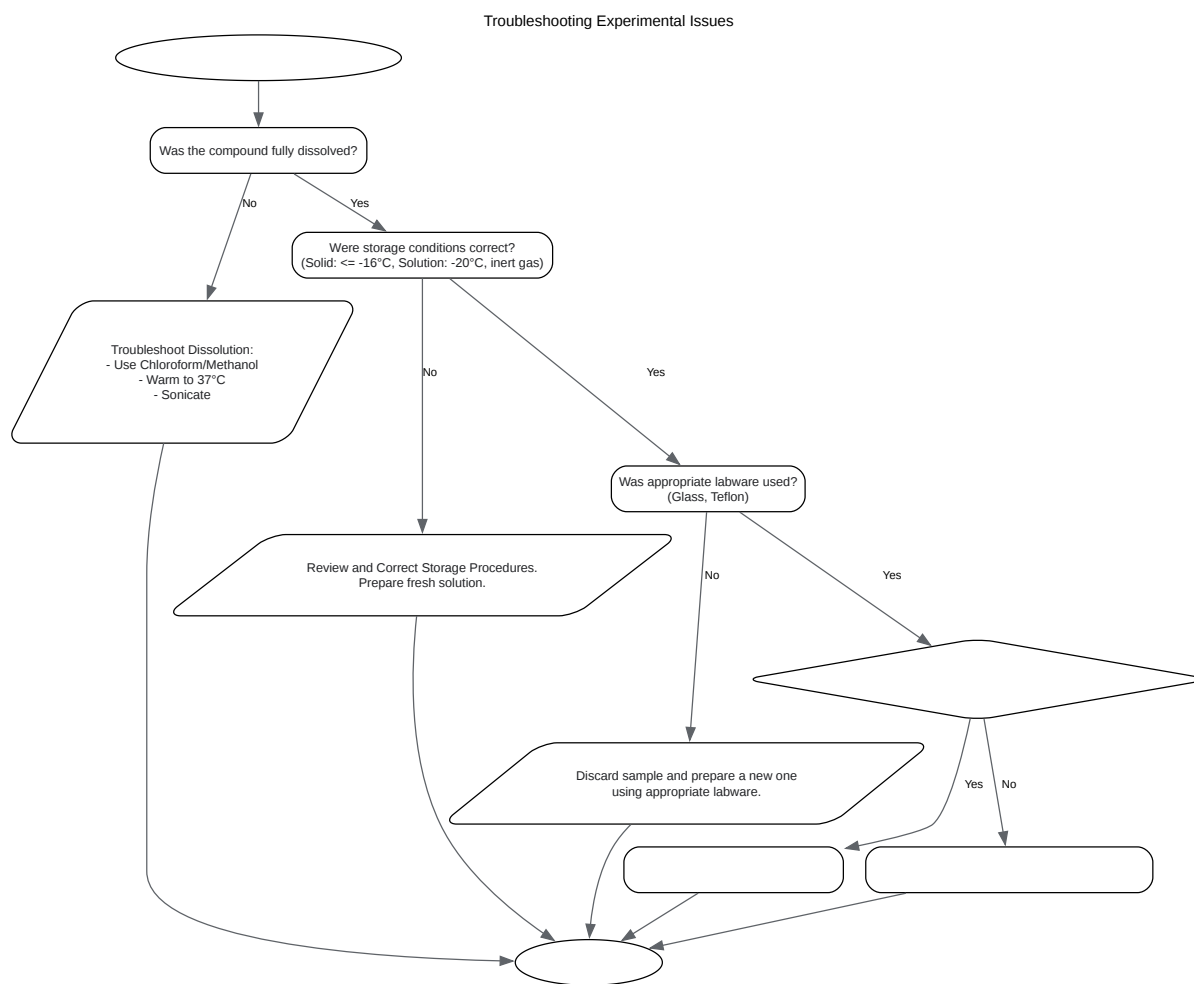 Troubleshooting Experimental Issues
Was the compound fully dissolved?
No
Yes
Were storage conditions correct?
(Solid: <= -16°C, Solution: -20°C, inert gas)
Troubleshoot Dissolution:
- Use Chloroform/Methanol
- Warm to 37°C
- Sonicate
No
Yes
Was appropriate labware used?
(Glass, Teflon)
Review and Correct Storage Procedures.
Prepare fresh solution.
No
Yes
Discard sample and prepare a new one
using appropriate labware.
Yes
No